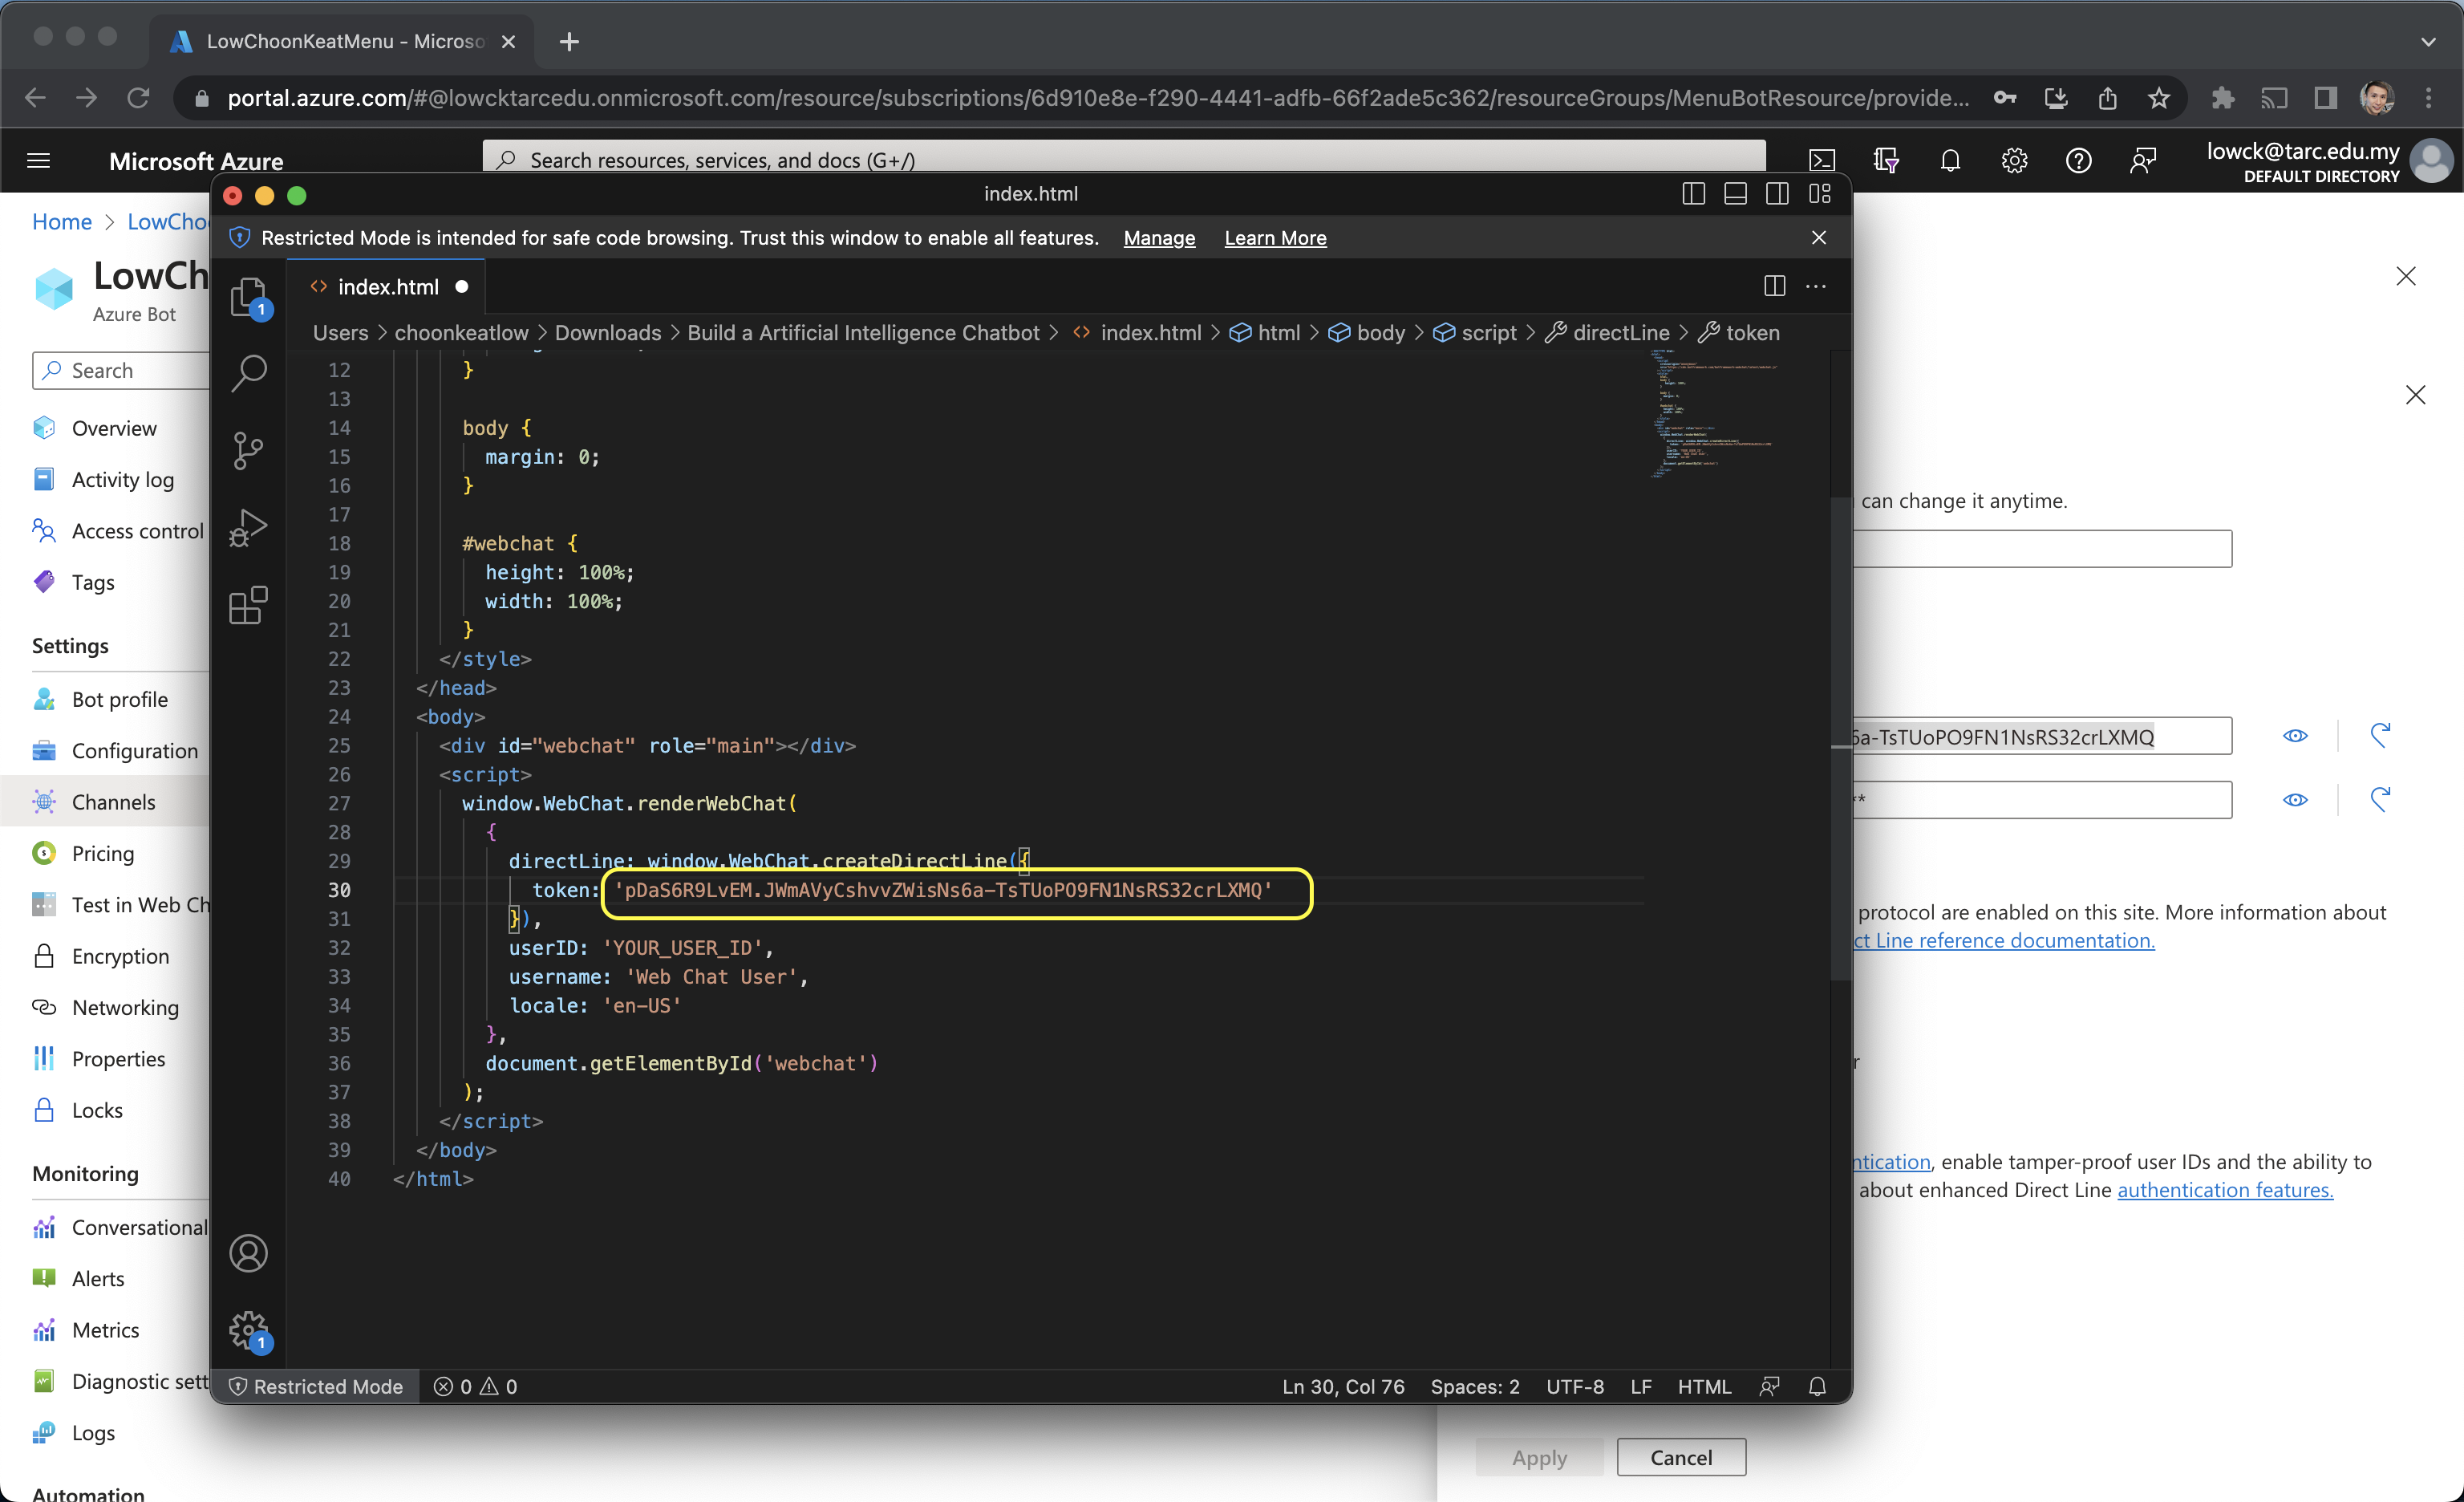 LowChoonKeatMenu - Microso
portal.azure.com/#@lowcktarcedu.onmicrosoft.com/resource/subscriptions/6d910e8e-f290-4441-adfb-66f2ade5c362/resourceGroups/MenuBotResource/provide...
Microsoft Azure
Search resources, services, and docs (G+/)
lowck@tarc.edu.my
DEFAULT DIRECTORY
Home > LowChoo
LowCh
Azure Bot
Search
Overview
Activity log
Access control
Tags
Settings
Bot profile
Configuration
Channels
Pricing
Test in Web Ch
Encryption
Networking
Properties
Locks
Monitoring
Conversational
Alerts
Metrics
Diagnostic sett
Logs
Automation
index.html
Restricted Mode is intended for safe code browsing. Trust this window to enable all features. Manage Learn More
index.html
1
Users > choonkeatlow > Downloads > Build a Artificial Intelligence Chatbot > index.html > html > body > script > directLine > token
12 }
13
14 body {
15 margin: 0;
16 }
17
18 #webchat {
19 height: 100%;
20 width: 100%;
21 }
22 </style>
23 </head>
24 <body>
25 <div id="webchat" role="main"></div>
26 <script>
27 window.WebChat.renderWebChat(
28 {
29 directLine: window.WebChat.createDirectLine({
30 token: 'pDaS6R9LvEM.JWmAVyCshvvZWisNs6a-TsTUoPO9FN1NsRS32crLXMQ'
31 }),
32 userID: 'YOUR_USER_ID',
33 username: 'Web Chat User',
34 locale: 'en-US'
35 },
36 document.getElementById('webchat')
37 );
38 </script>
39 </body>
40 </html>
1
Restricted Mode 0 0 Ln 30, Col 76 Spaces: 2 UTF-8 LF HTML
can change it anytime.
6a-TsTUoPO9FN1NsRS32crLXMQ
**
protocol are enabled on this site. More information about
ct Line reference documentation.
r
ntication, enable tamper-proof user IDs and the ability to
about enhanced Direct Line authentication features.
Apply Cancel